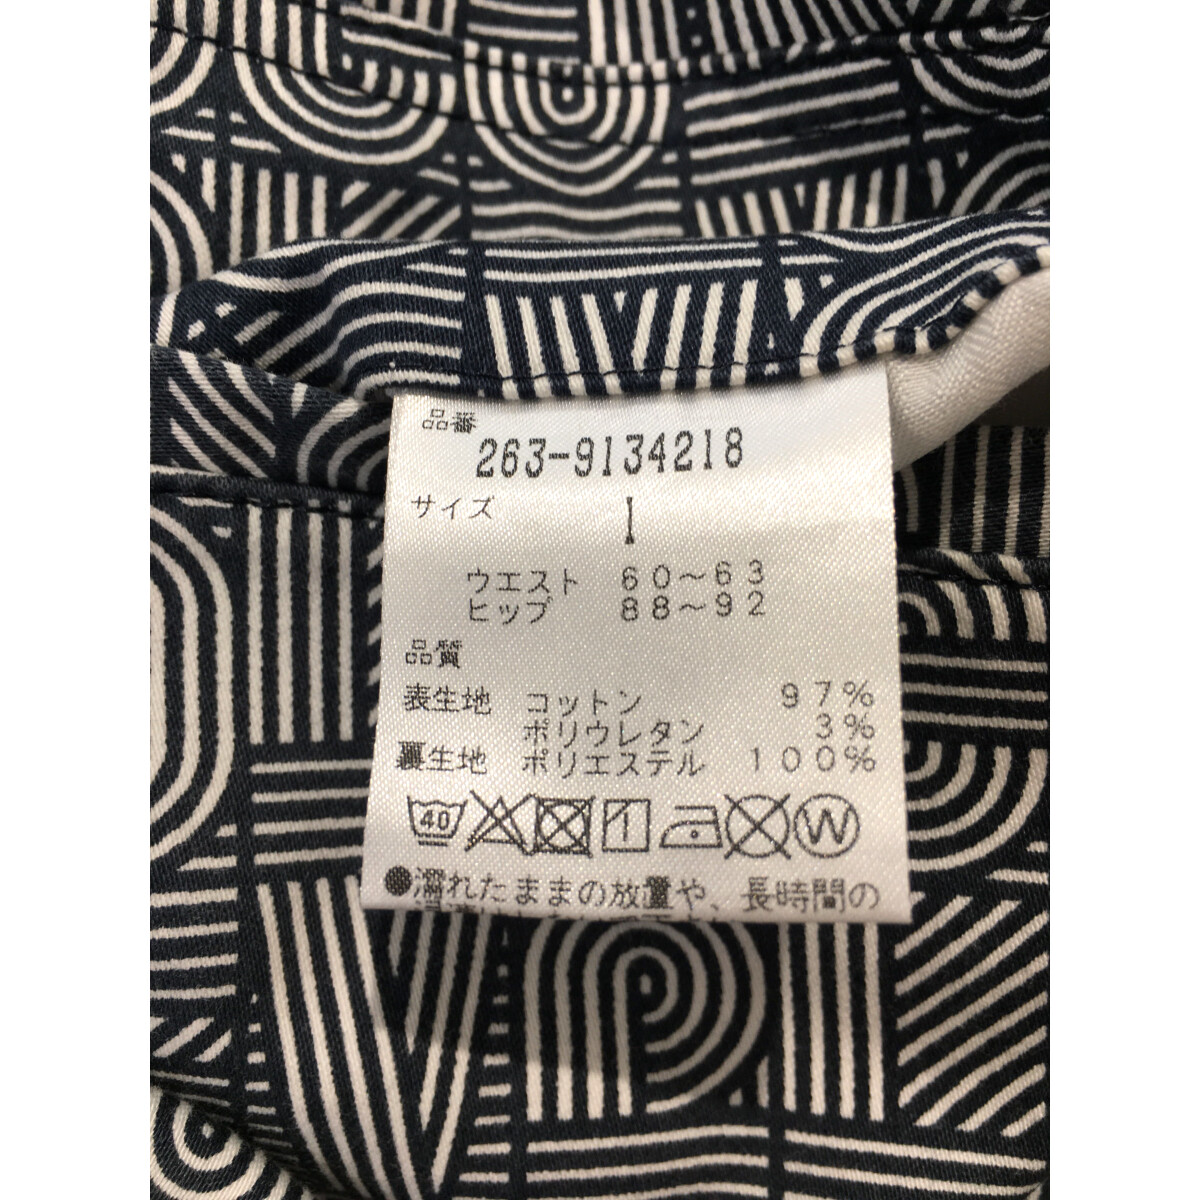 品番
263-9134218
サイズ 1
ウエスト 60～63
ヒップ 88～92
品質
表生地 コットン 97%
ポリウレタン 3%
裏生地 ポリエステル 100%
40 1 W
●濡れたままの放置や、長時間の